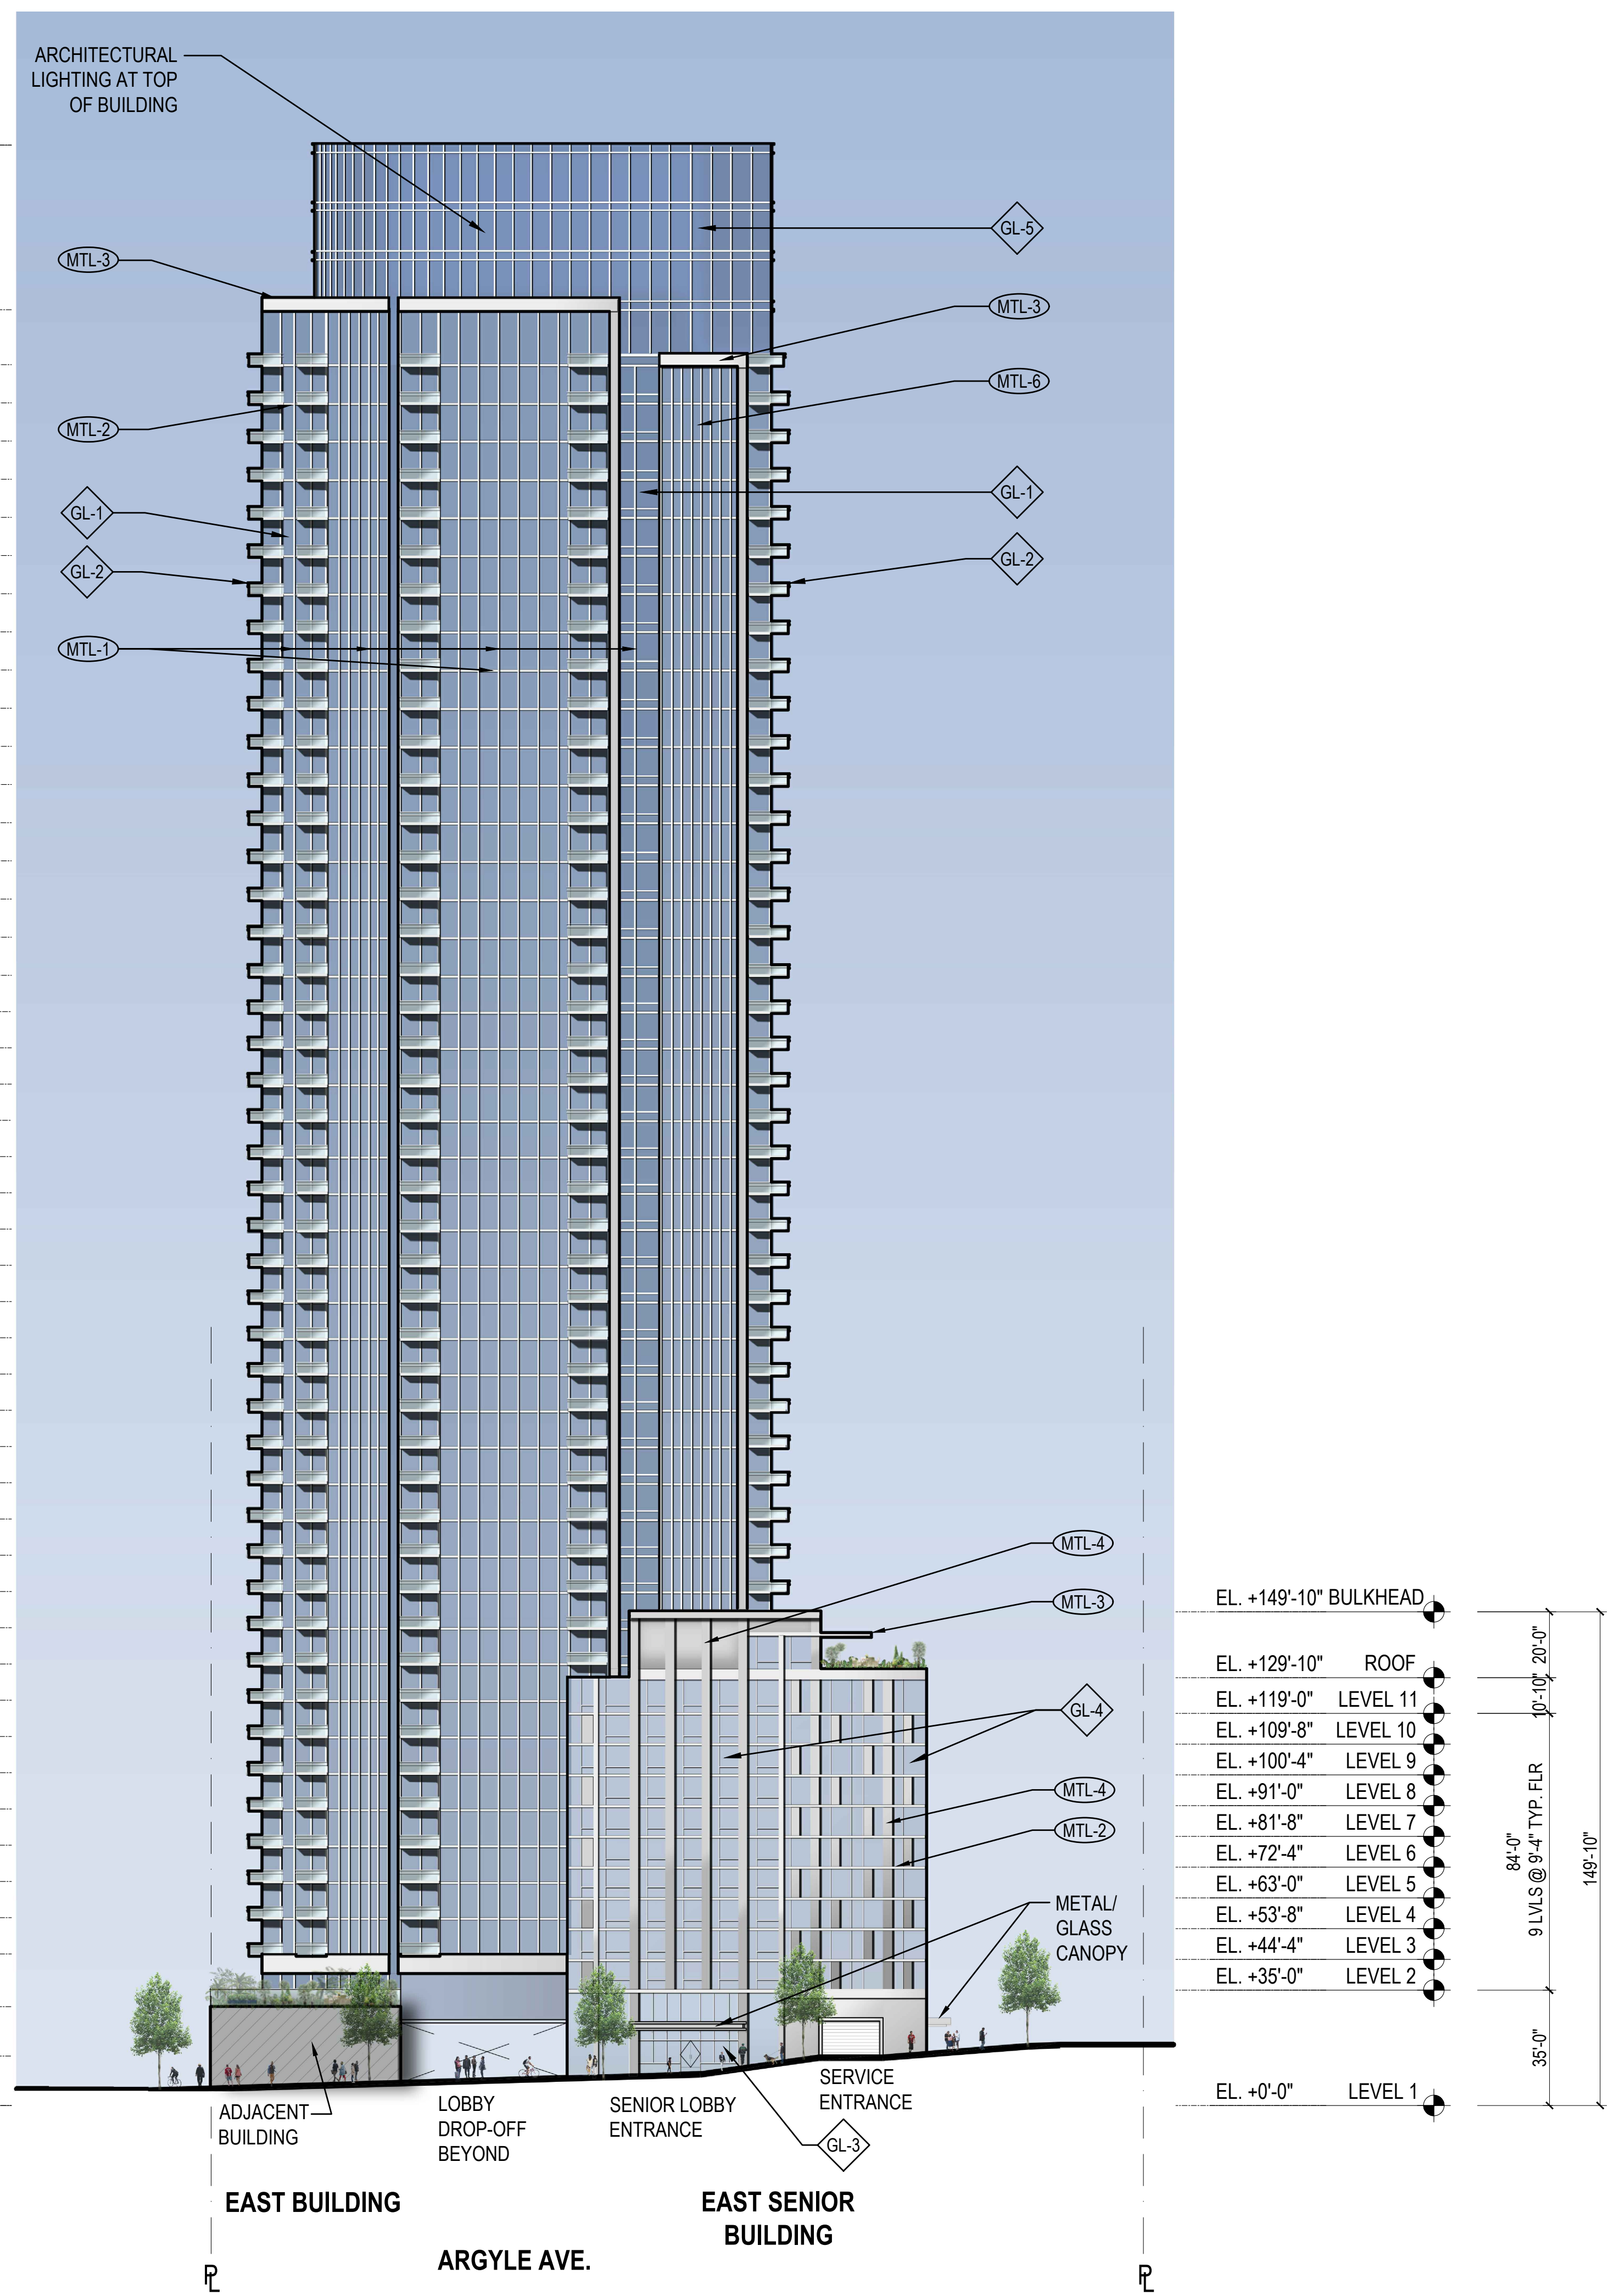 ARCHITECTURAL
LIGHTING AT TOP
OF BUILDING
GL-5
MTL-3
MTL-3
MTL-6
MTL-2
GL-1
GL-1
GL-2
GL-2
MTL-1
MTL-4
MTL-3
EL. +149'-10" BULKHEAD
EL. +129'-10" ROOF
EL. +119'-0" LEVEL 11
EL. +109'-8" LEVEL 10
EL. +100'-4" LEVEL 9
EL. +91'-0" LEVEL 8
EL. +81'-8" LEVEL 7
EL. +72'-4" LEVEL 6
EL. +63'-0" LEVEL 5
EL. +53'-8" LEVEL 4
EL. +44'-4" LEVEL 3
EL. +35'-0" LEVEL 2
EL. +0'-0" LEVEL 1
20'-0"
10'-10"
84'-0"
9 LVLS @ 9'-4" TYP. FLR
35'-0"
149'-10"
GL-4
MTL-4
MTL-2
METAL/
GLASS
CANOPY
ADJACENT
BUILDING
LOBBY
DROP-OFF
BEYOND
SENIOR LOBBY
ENTRANCE
SERVICE
ENTRANCE
GL-3
EAST BUILDING
EAST SENIOR
BUILDING
ARGYLE AVE.
PL
PL